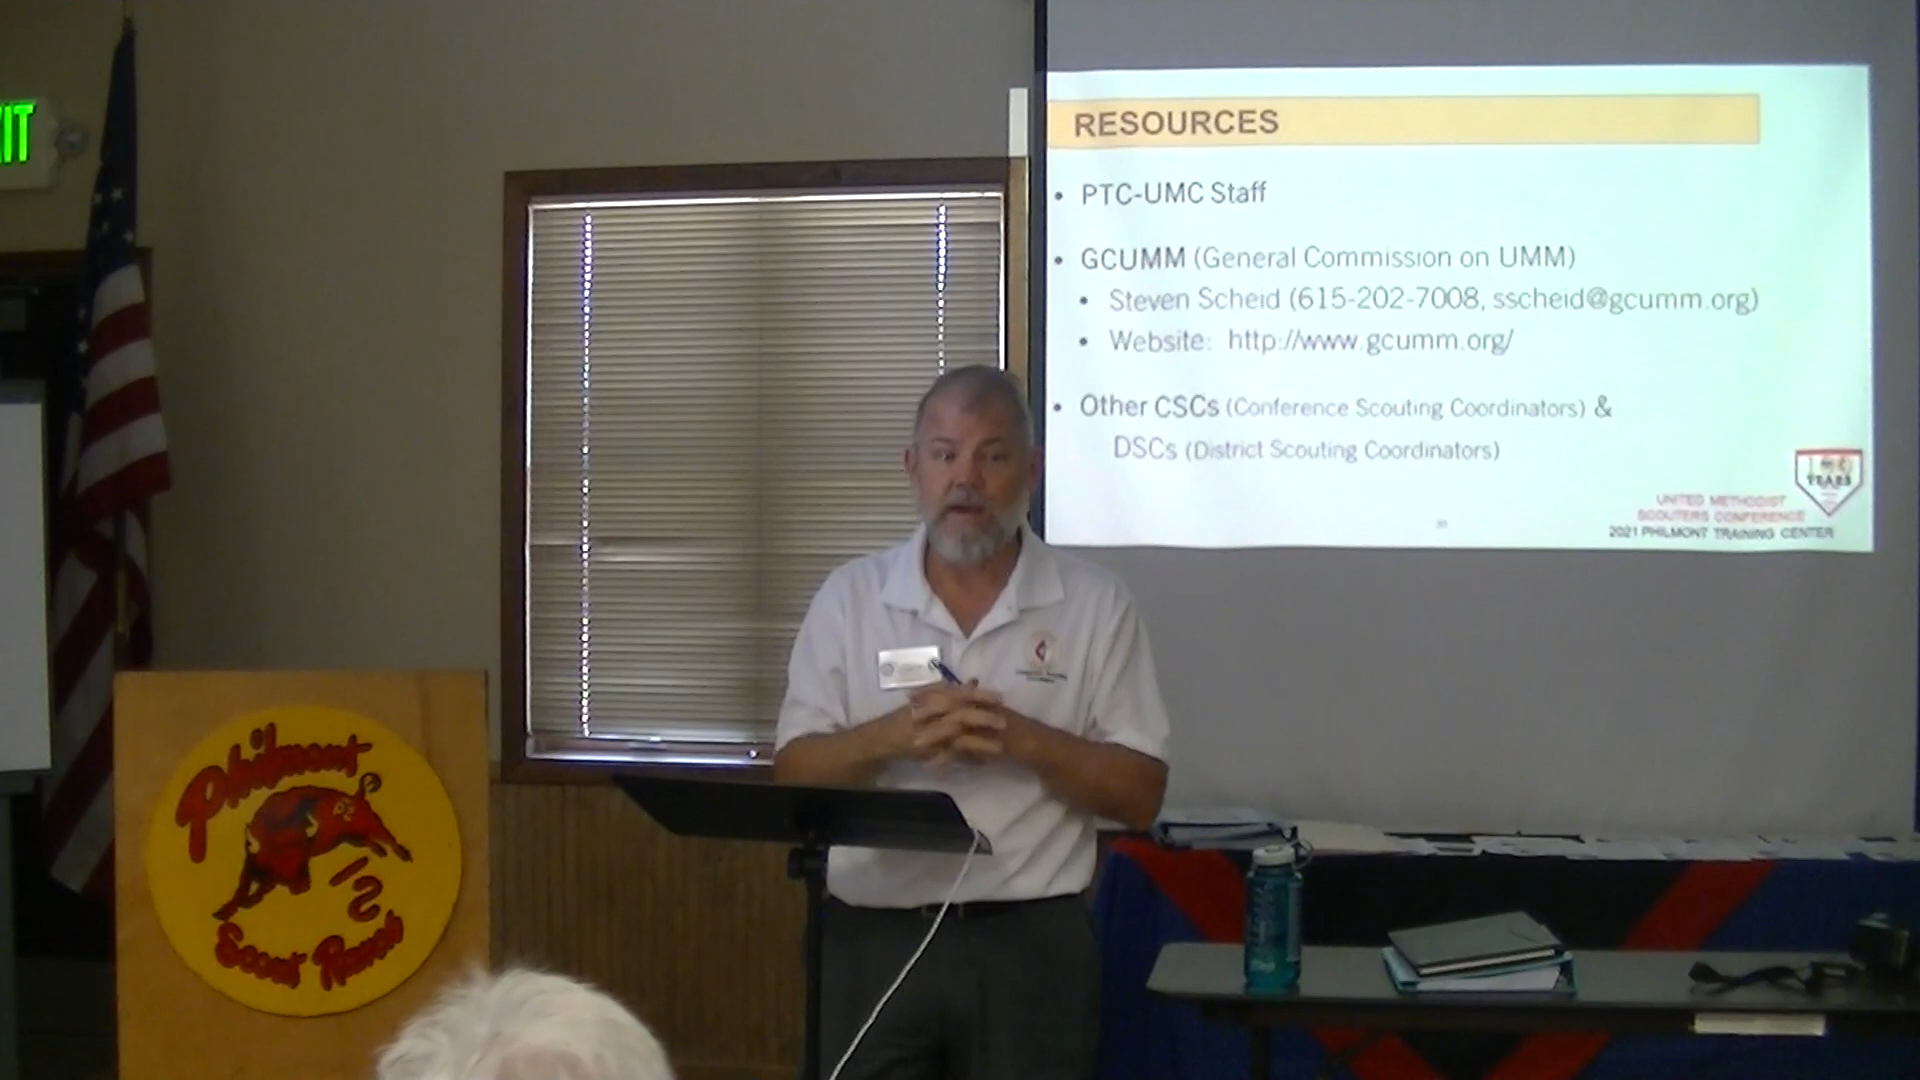 XIT
RESOURCES
• PTC-UMC Staff
• GCUMM (General Commission on UMM)
• Steven Scheid (615-202-7008, sscheid@gcumm.org)
• Website: http://www.gcumm.org/
• Other CSCs (Conference Scouting Coordinators) &
DSCs (District Scouting Coordinators)
YEARS
UNITED METHODIST
SCOUTERS CONFERENCE
2021 PHILMONT TRAINING CENTER
Philmont
Scout Ranch